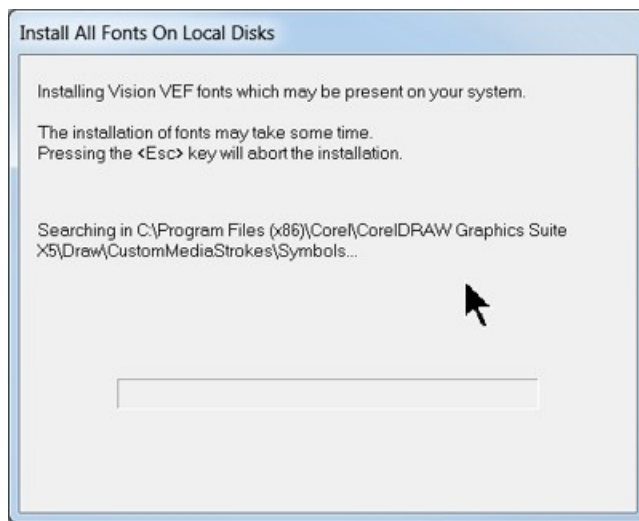 Install All Fonts On Local Disks
Installing Vision VEF fonts which may be present on your system.
The installation of fonts may take some time.
Pressing the <Esc> key will abort the installation.
Searching in C:\Program Files (x86)\Corel\CorelDRAW Graphics Suite
X5\Draw\CustomMediaStrokes\Symbols...